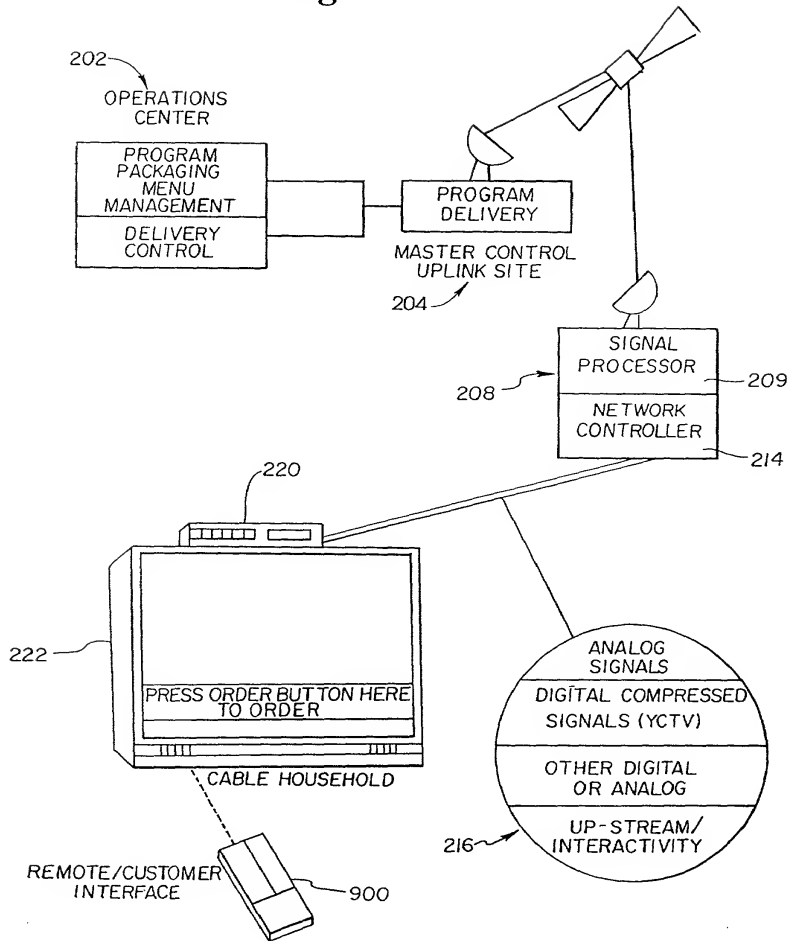 202
OPERATIONS
CENTER
PROGRAM
PACKAGING
MENU
MANAGEMENT
DELIVERY
CONTROL
PROGRAM
DELIVERY
MASTER CONTROL
UPLINK SITE
204
SIGNAL
PROCESSOR
208
209
NETWORK
CONTROLLER
214
220
222
PRESS ORDER BUTTON HERE
TO ORDER
CABLE HOUSEHOLD
ANALOG
SIGNALS
DIGITAL COMPRESSED
SIGNALS (YCTV)
OTHER DIGITAL
OR ANALOG
UP-STREAM/
INTERACTIVITY
216
REMOTE/CUSTOMER
INTERFACE
900